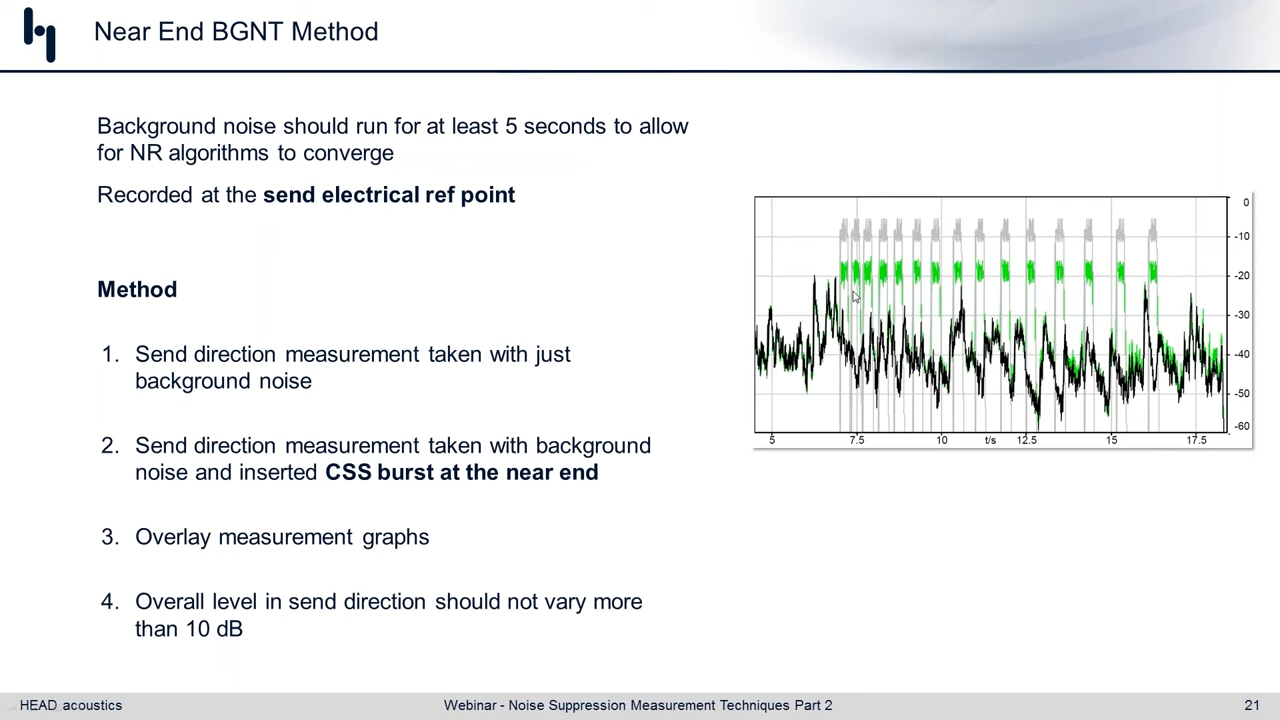 Near End BGNT Method
Background noise should run for at least 5 seconds to allow
for NR algorithms to converge
Recorded at the send electrical ref point
Method
1. Send direction measurement taken with just
background noise
2. Send direction measurement taken with background
noise and inserted CSS burst at the near end
3. Overlay measurement graphs
4. Overall level in send direction should not vary more
than 10 dB
0
-10
-20
-30
-40
-50
-60
5 7.5 10 t/s 12.5 15 17.5
HEAD acoustics Webinar - Noise Suppression Measurement Techniques Part 2 21